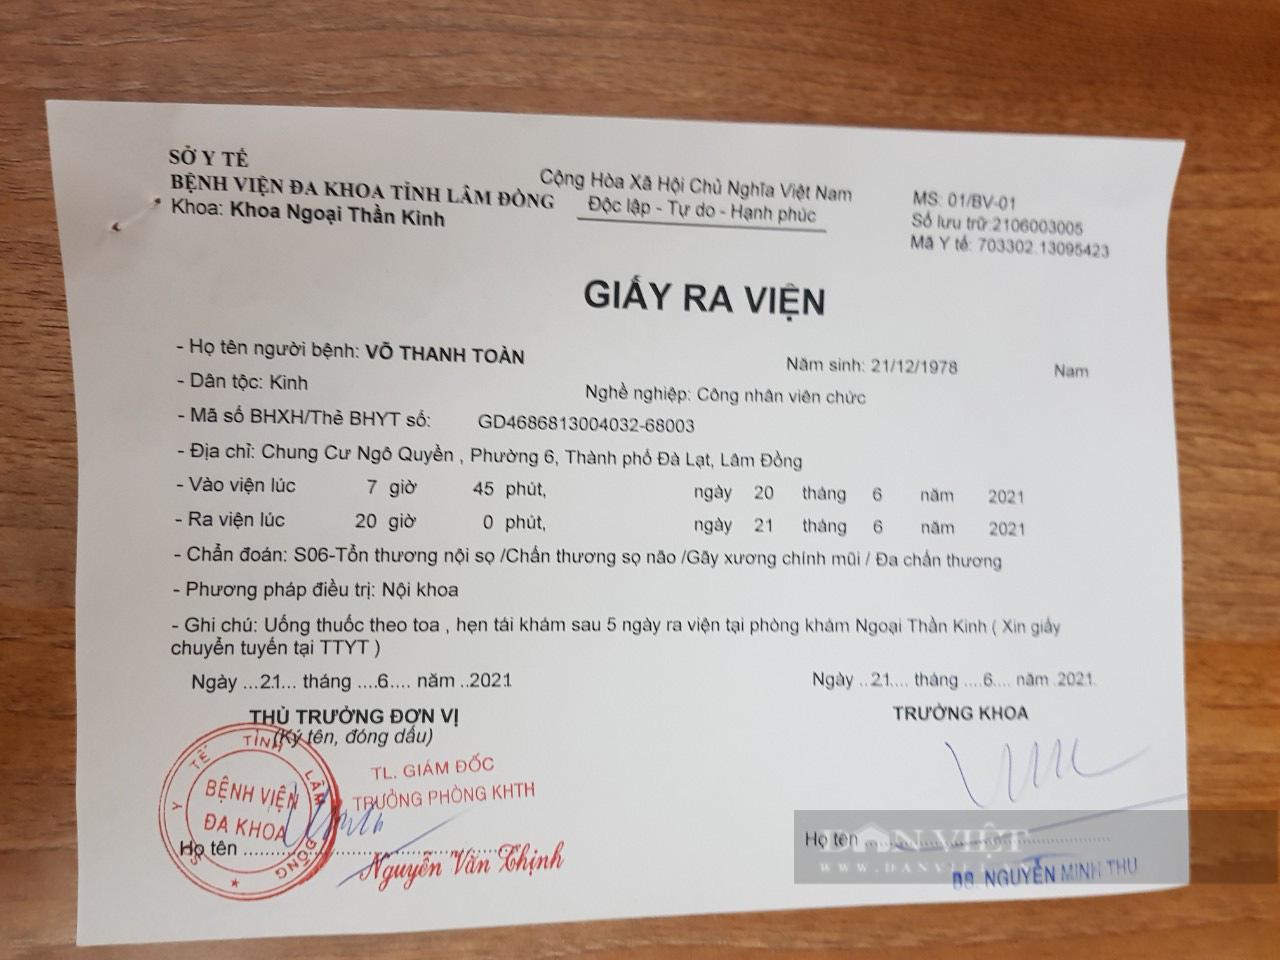 SỞ Y TẾ
BỆNH VIỆN ĐA KHOA TỈNH LÂM ĐỒNG
Khoa: Khoa Ngoại Thần Kinh
Cộng Hòa Xã Hội Chủ Nghĩa Việt Nam
Độc lập - Tự do - Hạnh phúc
MS: 01/BV-01
Số lưu trữ:2106003005
Mã Y tế: 703302.13095423
GIẤY RA VIỆN
- Họ tên người bệnh: VÕ THANH TOÀN Năm sinh: 21/12/1978 Nam
- Dân tộc: Kinh Nghề nghiệp: Công nhân viên chức
- Mã số BHXH/Thẻ BHYT số: GD4686813004032-68003
- Địa chỉ: Chung Cư Ngô Quyền , Phường 6, Thành phố Đà Lạt, Lâm Đồng
- Vào viện lúc 7 giờ 45 phút, ngày 20 tháng 6 năm 2021
- Ra viện lúc 20 giờ 0 phút, ngày 21 tháng 6 năm 2021
- Chẩn đoán: S06-Tổn thương nội sọ /Chấn thương sọ não /Gãy xương chính mũi / Đa chấn thương
- Phương pháp điều trị: Nội khoa
- Ghi chú: Uống thuốc theo toa , hẹn tái khám sau 5 ngày ra viện tại phòng khám Ngoại Thần Kinh ( Xin giấy
chuyển tuyến tại TTYT )
Ngày ...21... tháng ....6.... năm ..2021
THỦ TRƯỞNG ĐƠN VỊ
(Ký tên, đóng dấu)
SỞ Y TẾ TỈNH LÂM ĐỒNG
BỆNH VIỆN
ĐA KHOA
TL. GIÁM ĐỐC
TRƯỞNG PHÒNG KHTH
Họ tên ..........................................
Nguyễn Văn Thịnh
Ngày ..21.... tháng ....6.... năm .2021.
TRƯỞNG KHOA
Họ tên ..........................................
DÂN VIỆT
BS. NGUYỄN MINH THU